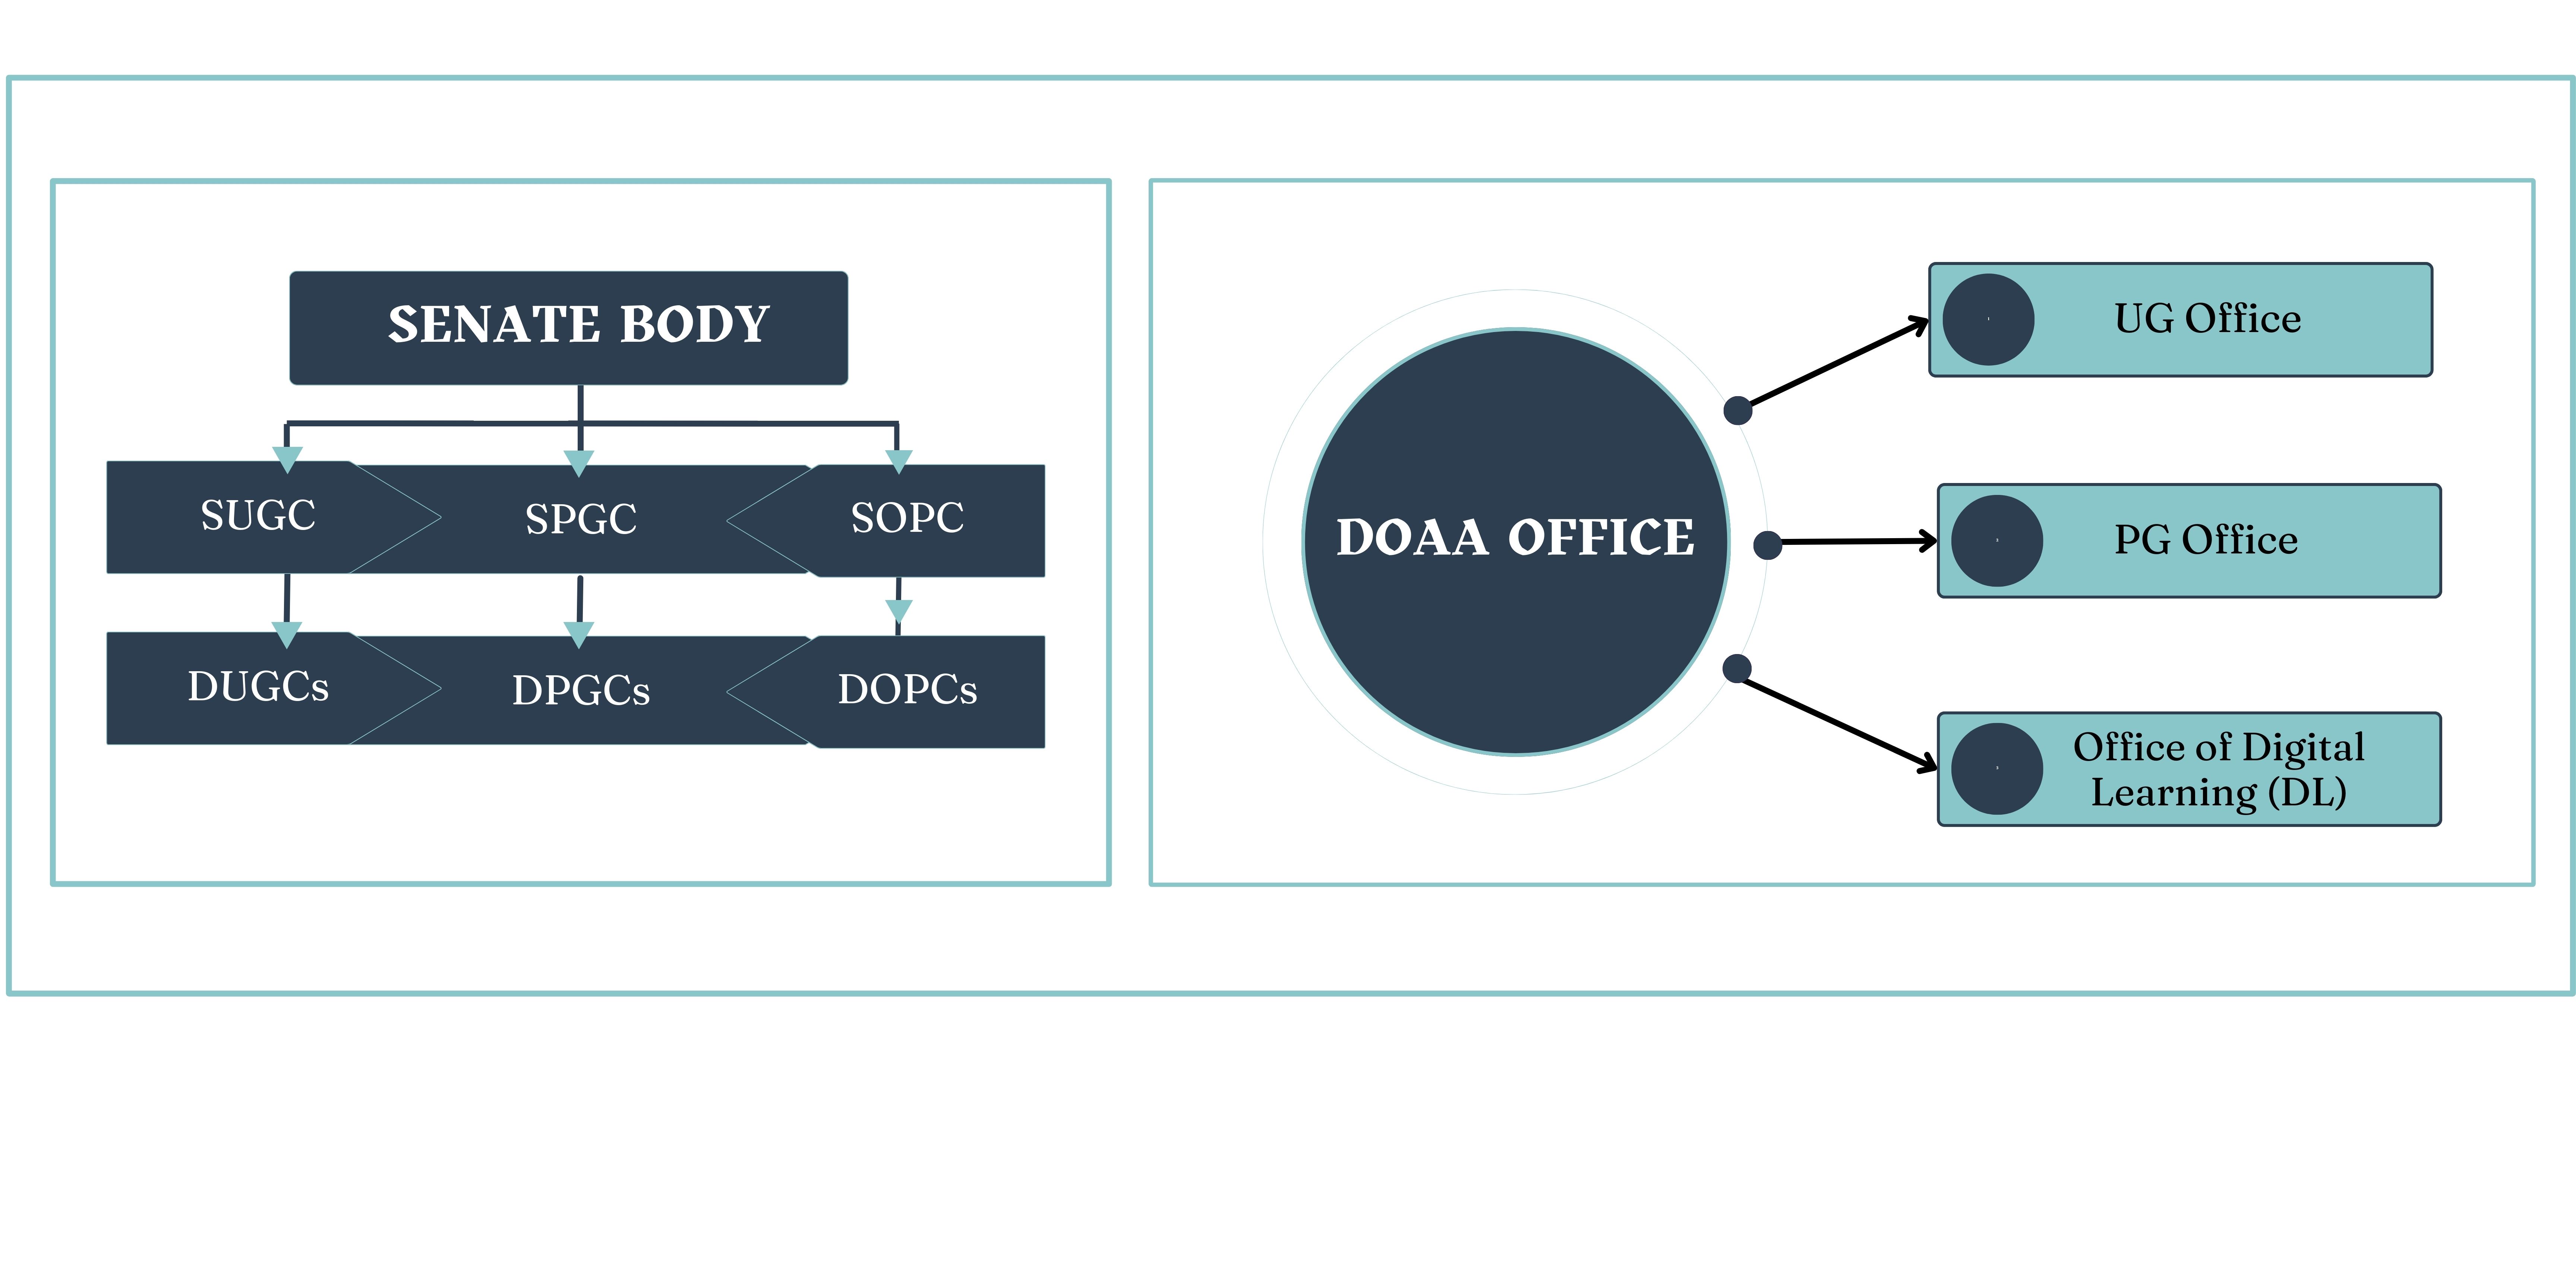 SENATE BODY
SUGC
SPGC
SOPC
DUGCs
DPGCs
DOPCs
DOAA OFFICE
UG Office
PG Office
Office of Digital
Learning (DL)